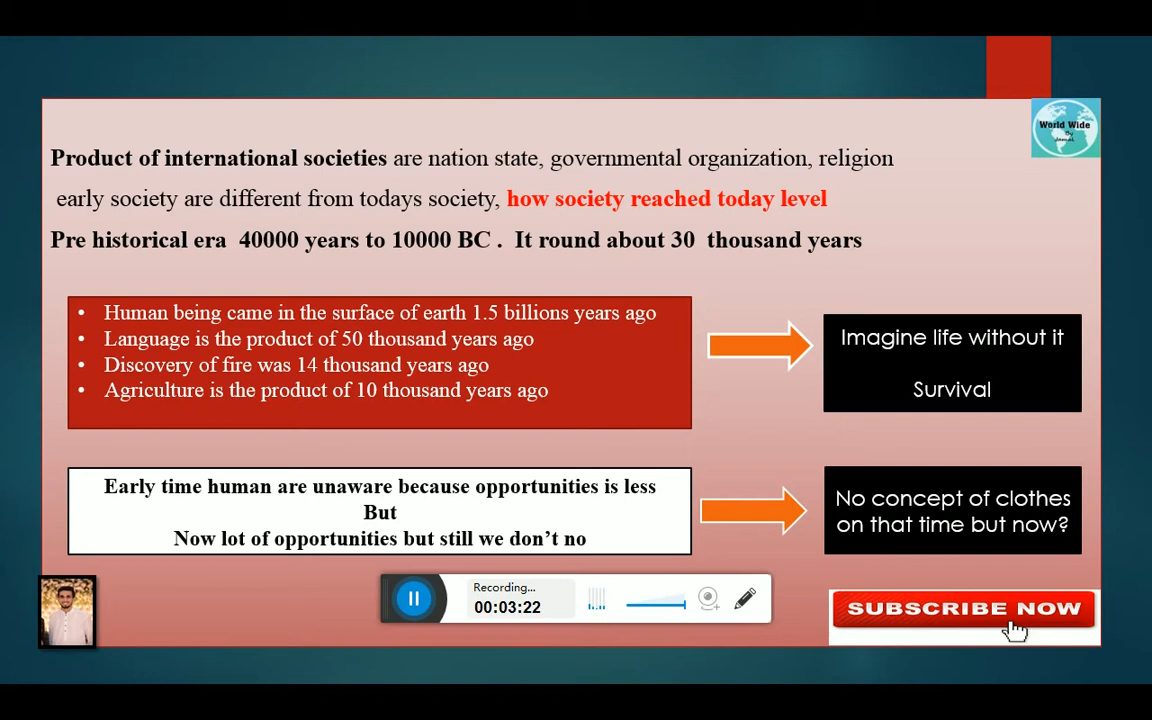 World Wide
By
Jamal
Product of international societies are nation state, governmental organization, religion
early society are different from todays society, how society reached today level
Pre historical era 40000 years to 10000 BC . It round about 30 thousand years
• Human being came in the surface of earth 1.5 billions years ago
• Language is the product of 50 thousand years ago
• Discovery of fire was 14 thousand years ago
• Agriculture is the product of 10 thousand years ago
Imagine life without it
Survival
Early time human are unaware because opportunities is less
But
Now lot of opportunities but still we don’t no
No concept of clothes
on that time but now?
Recording...
00:03:22
SUBSCRIBE NOW